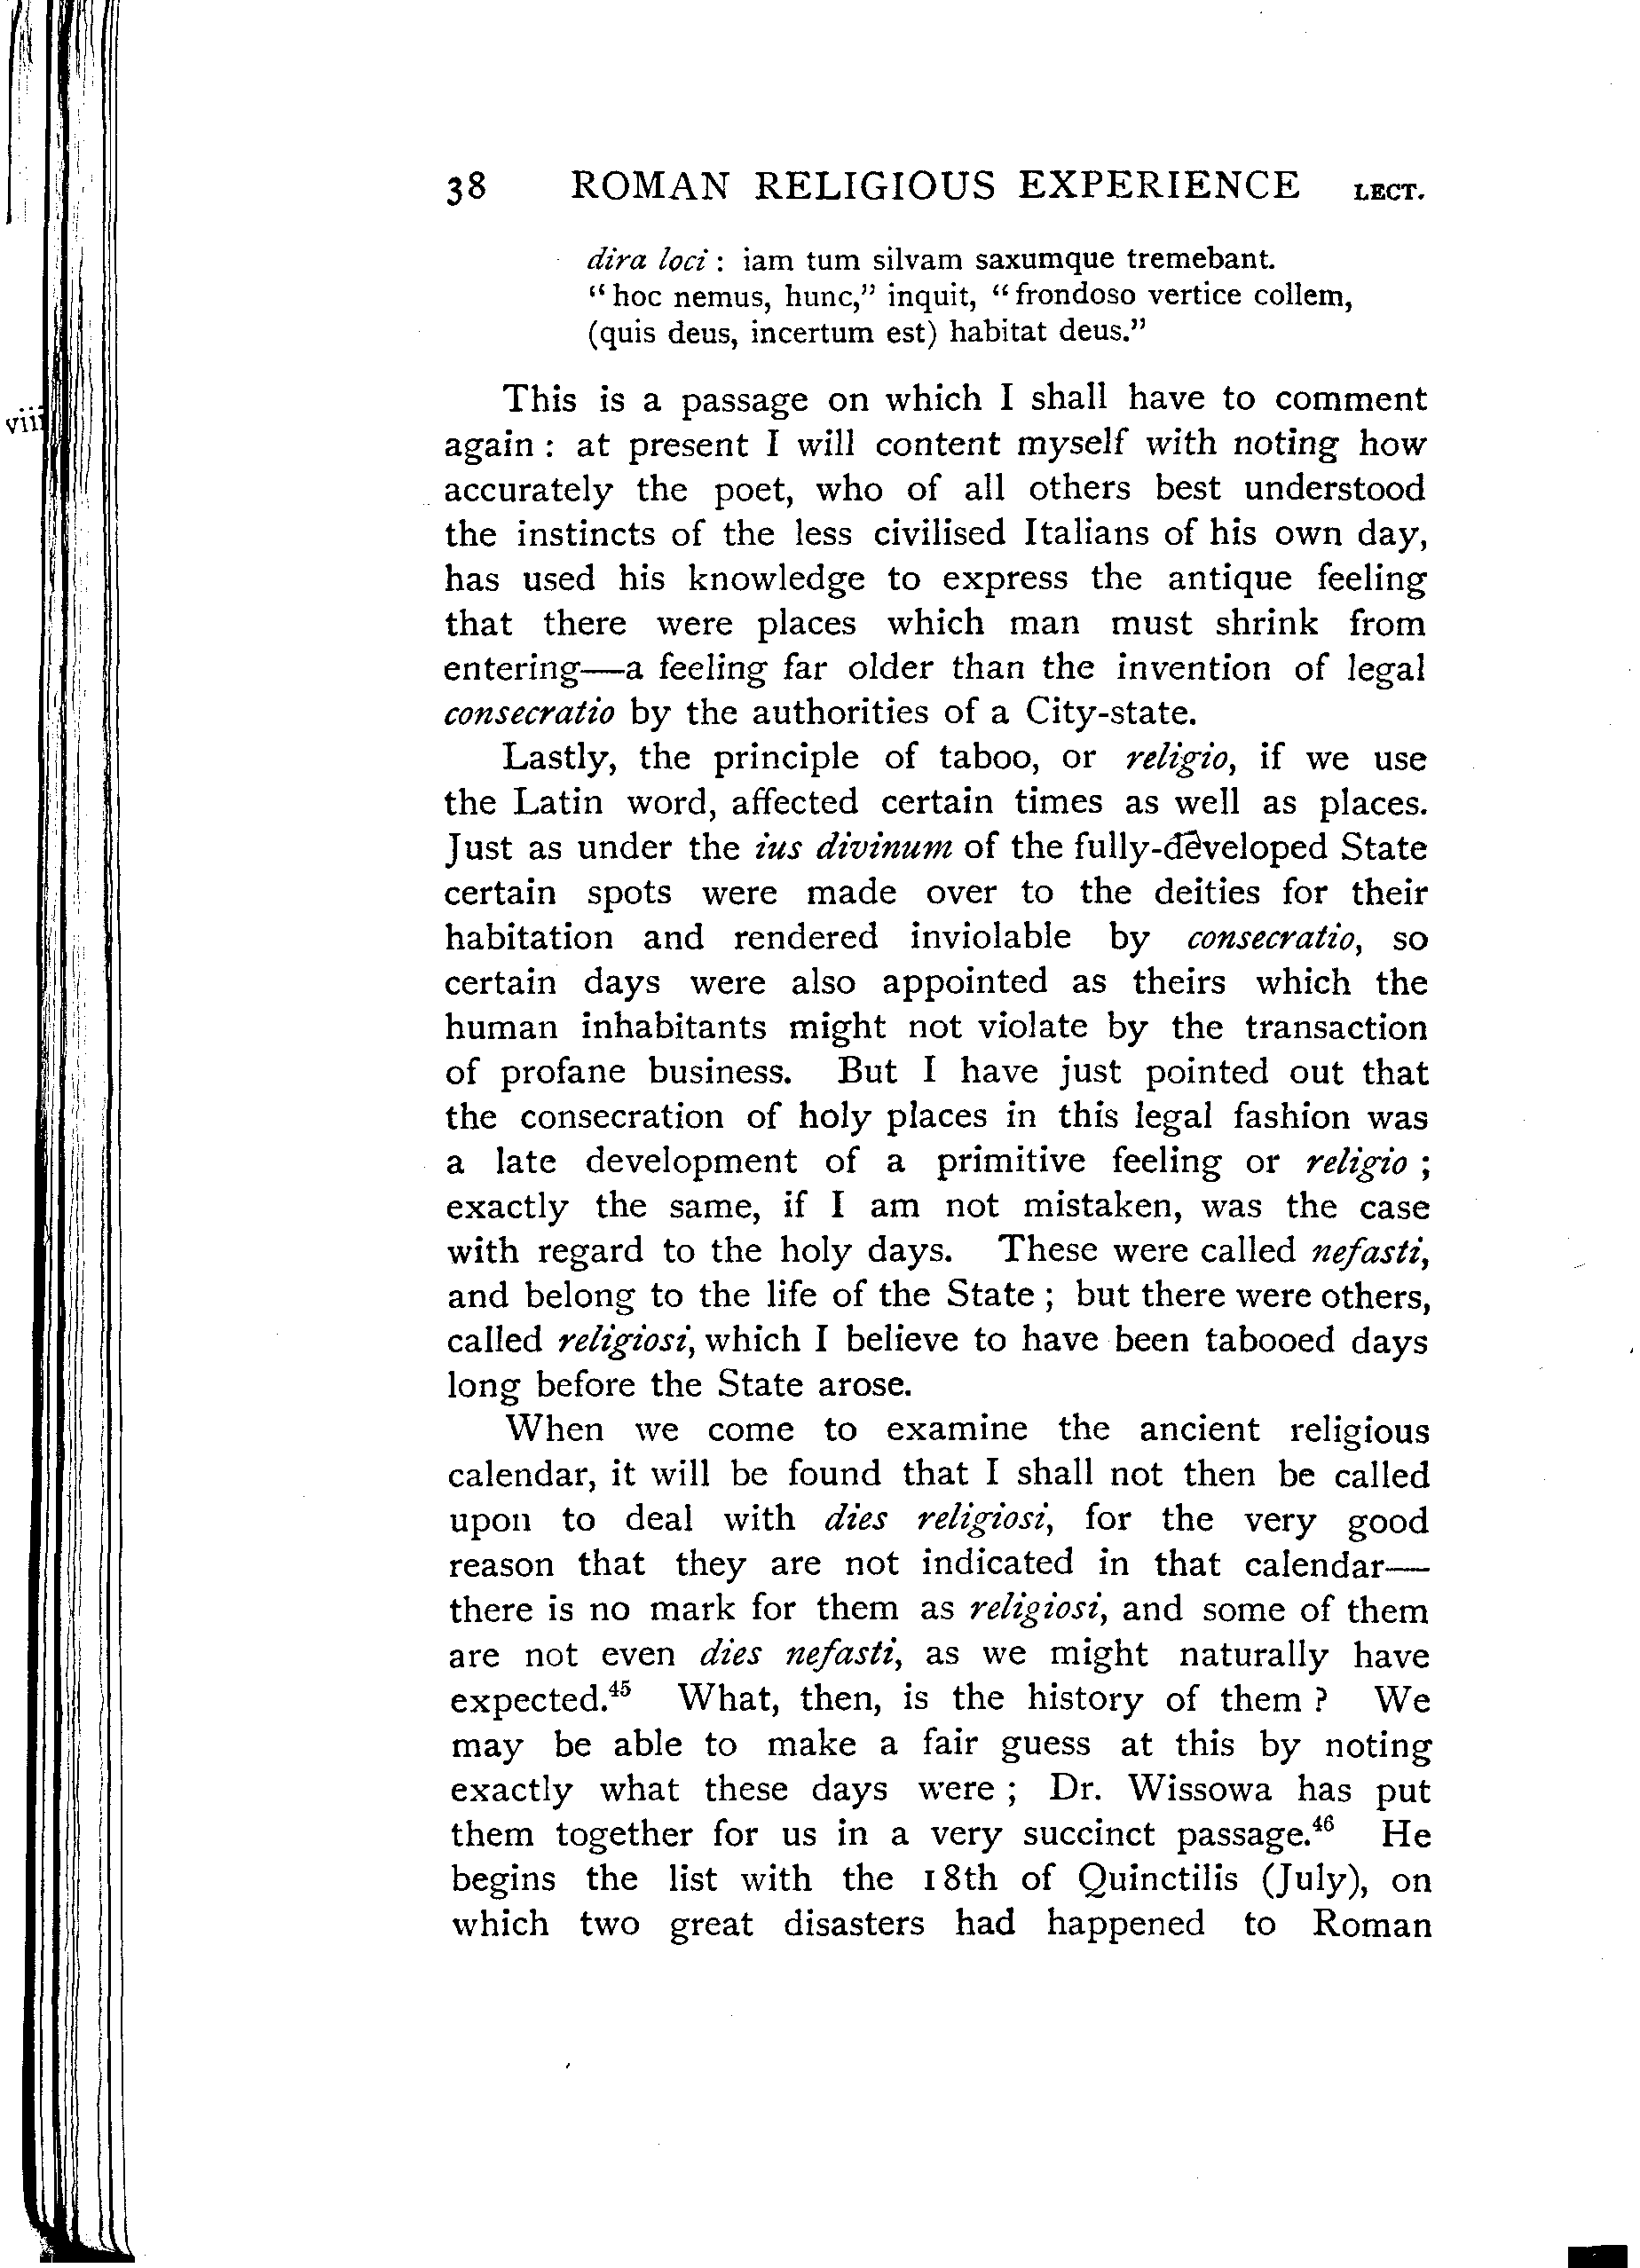 viii
38 ROMAN RELIGIOUS EXPERIENCE LECT.
dira loci : iam tum silvam saxumque tremebant.
“hoc nemus, hunc,” inquit, “frondoso vertice collem,
(quis deus, incertum est) habitat deus.”
This is a passage on which I shall have to comment
again : at present I will content myself with noting how
accurately the poet, who of all others best understood
the instincts of the less civilised Italians of his own day,
has used his knowledge to express the antique feeling
that there were places which man must shrink from
entering—a feeling far older than the invention of legal
consecratio by the authorities of a City-state.
Lastly, the principle of taboo, or religio, if we use
the Latin word, affected certain times as well as places.
Just as under the ius divinum of the fully-developed State
certain spots were made over to the deities for their
habitation and rendered inviolable by consecratio, so
certain days were also appointed as theirs which the
human inhabitants might not violate by the transaction
of profane business. But I have just pointed out that
the consecration of holy places in this legal fashion was
a late development of a primitive feeling or religio ;
exactly the same, if I am not mistaken, was the case
with regard to the holy days. These were called nefasti,
and belong to the life of the State ; but there were others,
called religiosi, which I believe to have been tabooed days
long before the State arose.
When we come to examine the ancient religious
calendar, it will be found that I shall not then be called
upon to deal with dies religiosi, for the very good
reason that they are not indicated in that calendar—
there is no mark for them as religiosi, and some of them
are not even dies nefasti, as we might naturally have
expected.⁴⁵ What, then, is the history of them ? We
may be able to make a fair guess at this by noting
exactly what these days were ; Dr. Wissowa has put
them together for us in a very succinct passage.⁴⁶ He
begins the list with the 18th of Quinctilis (July), on
which two great disasters had happened to Roman